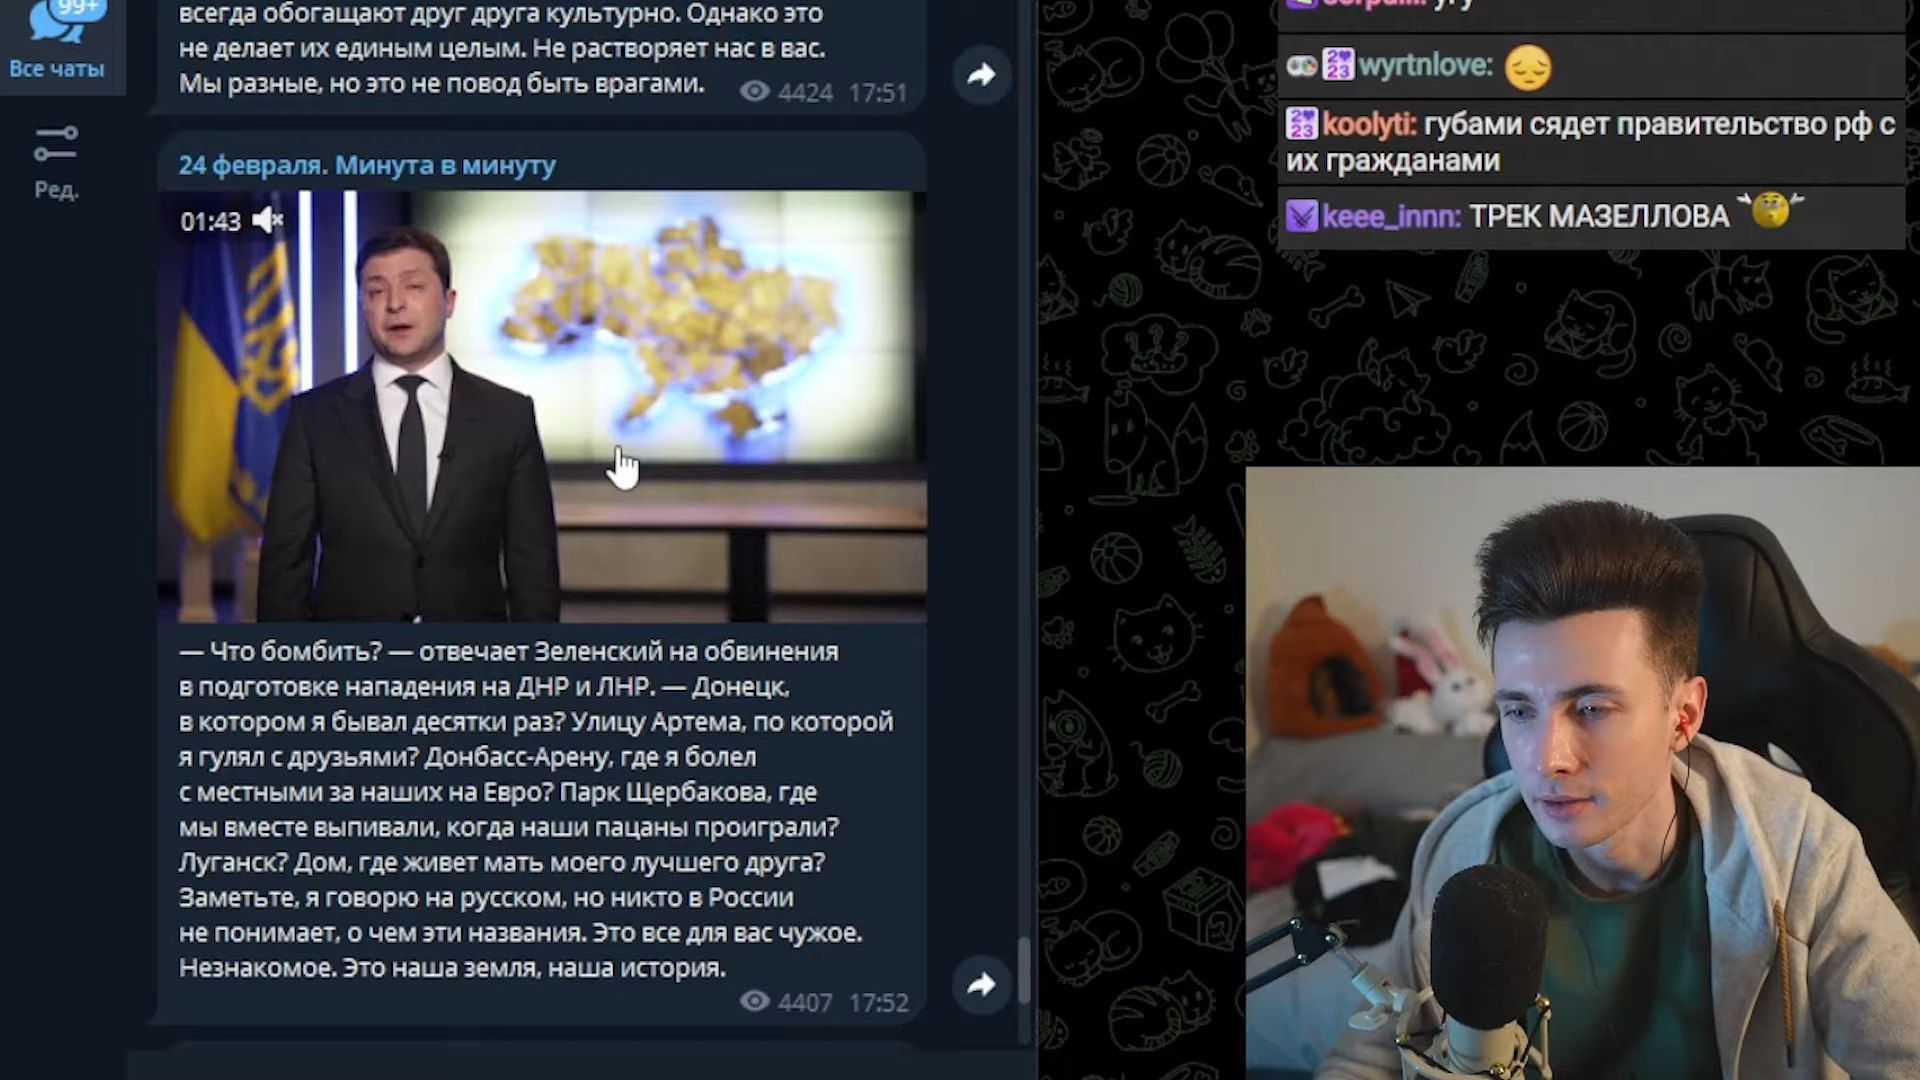 99+
Все чаты
Ред.
всегда обогащают друг друга культурно. Однако это
не делает их единым целым. Не растворяет нас в вас.
Мы разные, но это не повод быть врагами.
4424 17:51
24 февраля. Минута в минуту
01:43
— Что бомбить? — отвечает Зеленский на обвинения
в подготовке нападения на ДНР и ЛНР. — Донецк,
в котором я бывал десятки раз? Улицу Артема, по которой
я гулял с друзьями? Донбасс-Арену, где я болел
с местными за наших на Евро? Парк Щербакова, где
мы вместе выпивали, когда наши пацаны проиграли?
Луганск? Дом, где живет мать моего лучшего друга?
Заметьте, я говорю на русском, но никто в России
не понимает, о чем эти названия. Это все для вас чужое.
Незнакомое. Это наша земля, наша история.
4407 17:52
угу
wyrtnlove:
koolyti: губами сядет правительство рф с
их гражданами
keee_innn: ТРЕК МАЗЕЛЛОВА